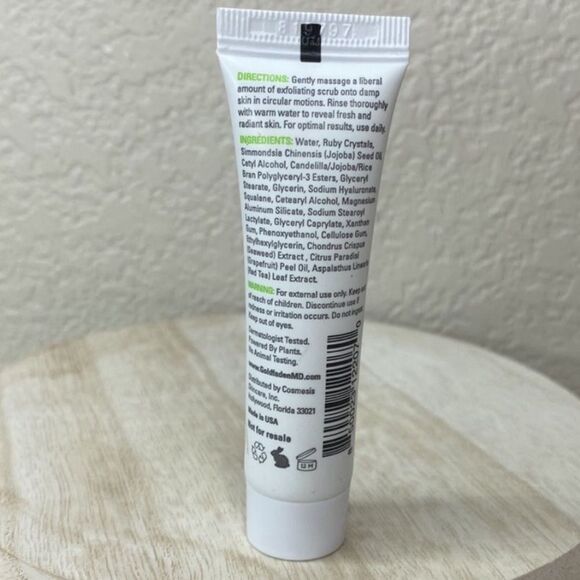 819797
DIRECTIONS: Gently massage a liberal
amount of exfoliating scrub onto damp
skin in circular motions. Rinse thoroughly
with warm water to reveal fresh and
radiant skin. For optimal results, use daily.
INGREDIENTS: Water, Ruby Crystals,
Simmondsia Chinensis (Jojoba) Seed Oil,
Cetyl Alcohol, Candelilla/Jojoba/Rice
Bran Polyglyceryl-3 Esters, Glyceryl
Stearate, Glycerin, Sodium Hyaluronate,
Squalane, Cetearyl Alcohol, Magnesium
Aluminum Silicate, Sodium Stearoyl
Lactylate, Glyceryl Caprylate, Xanthan
Gum, Phenoxyethanol, Cellulose Gum,
Ethylhexylglycerin, Chondrus Crispus
(Seaweed) Extract , Citrus Paradisi
(Grapefruit) Peel Oil, Aspalathus Linearis
(Red Tea) Leaf Extract.
WARNING: For external use only. Keep out
of reach of children. Discontinue use if
redness or irritation occurs. Do not ingest.
Keep out of eyes.
Dermatologist Tested.
Powered By Plants.
No Animal Testing.
www.GoldfadenMD.com
Distributed by Cosmesis
Skincare, Inc.
Hollywood, Florida 33021
Made in USA
Not for resale
12 M